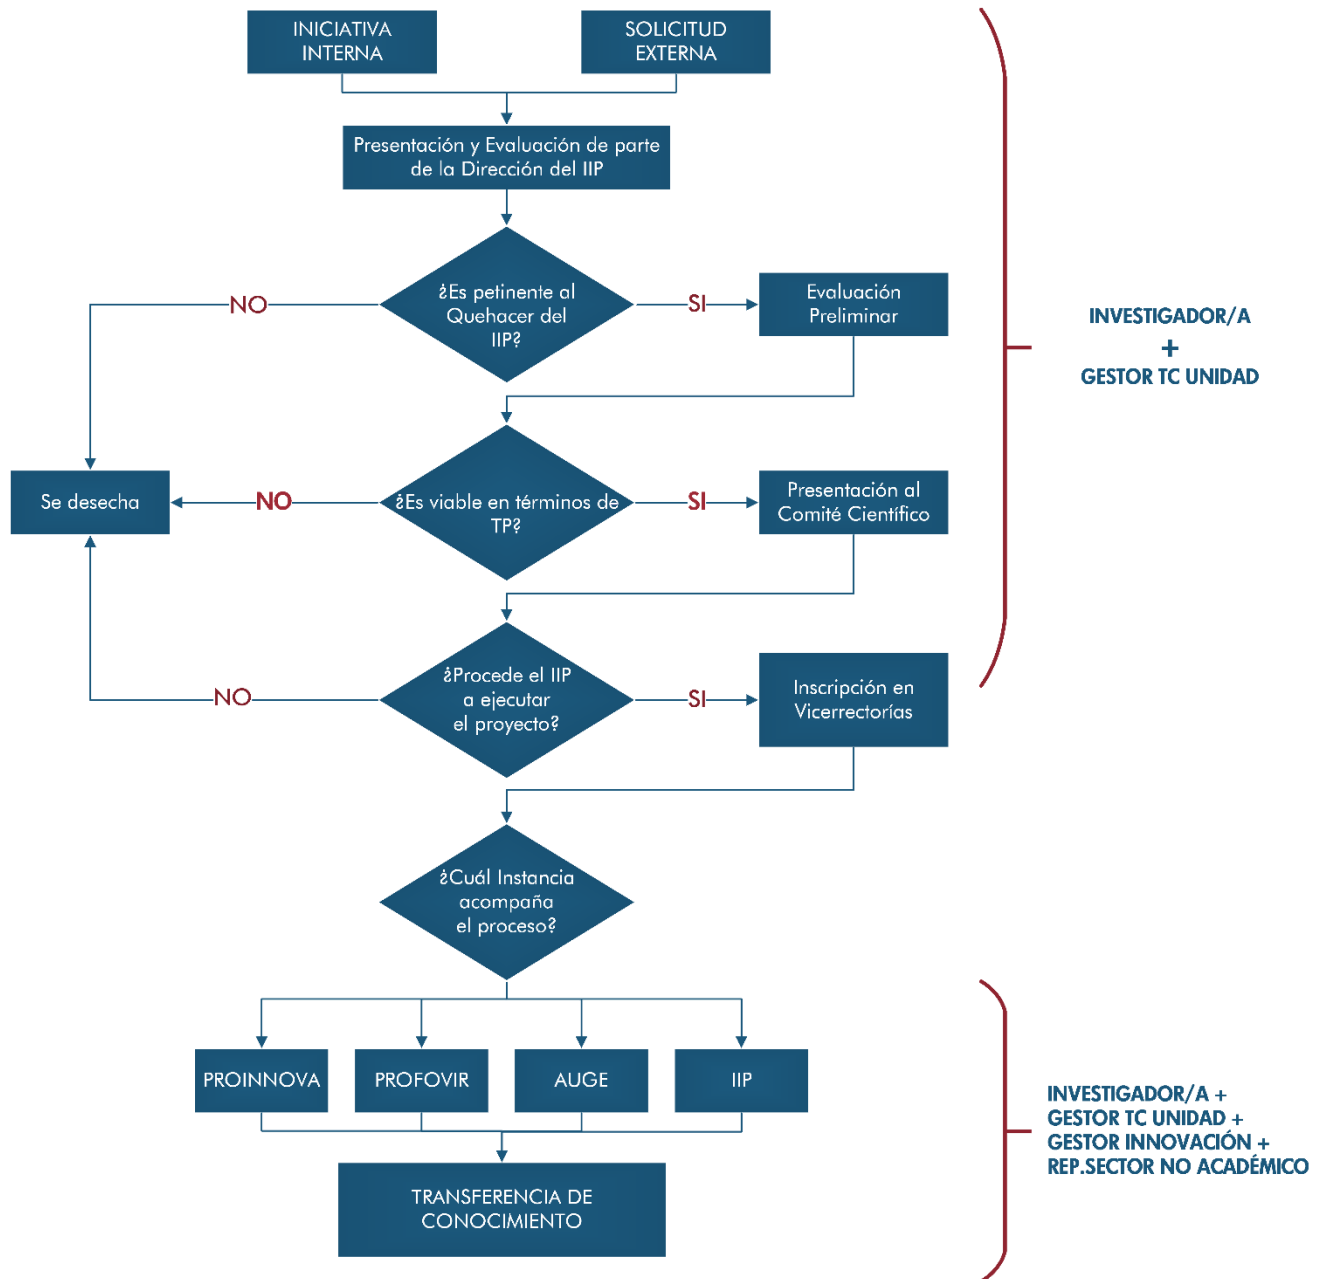 INICIATIVA
INTERNA
SOLICITUD
EXTERNA
Presentación y Evaluación de parte
de la Dirección del IIP
¿Es petinente al
Quehacer del
IIP?
NO
SI
Evaluación
Preliminar
INVESTIGADOR/A
+
GESTOR TC UNIDAD
Se desecha
NO
¿Es viable en términos de
TP?
SI
Presentación al
Comité Científico
NO
¿Procede el IIP
a ejecutar
el proyecto?
SI
Inscripción en
Vicerrectorías
¿Cuál Instancia
acompaña
el proceso?
PROINNOVA
PROFOVIR
AUGE
IIP
INVESTIGADOR/A +
GESTOR TC UNIDAD +
GESTOR INNOVACIÓN +
REP.SECTOR NO ACADÉMICO
TRANSFERENCIA DE
CONOCIMIENTO